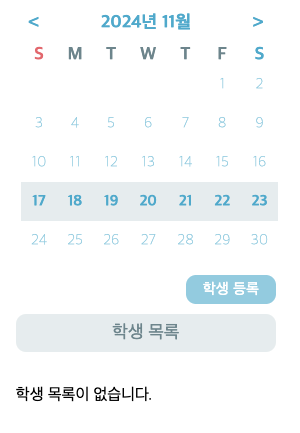 < 2024년 11월 >
S M T W T F S
1 2
3 4 5 6 7 8 9
10 11 12 13 14 15 16
17 18 19 20 21 22 23
24 25 26 27 28 29 30
학생 등록
학생 목록
학생 목록이 없습니다.